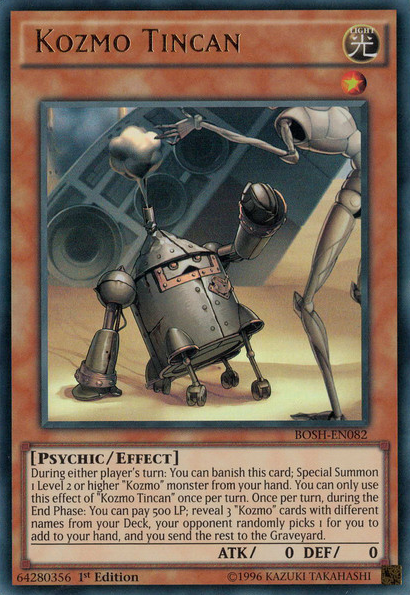 KOZMO TINCAN
LIGHT
光
BOSH-EN082
[PSYCHIC/EFFECT]
During either player's turn: You can banish this card; Special Summon
1 Level 2 or higher "Kozmo" monster from your hand. You can only use
this effect of "Kozmo Tincan" once per turn. Once per turn, during the
End Phase: You can pay 500 LP; reveal 3 "Kozmo" cards with different
names from your Deck, your opponent randomly picks 1 for you to
add to your hand, and you send the rest to the Graveyard.
ATK/ 0 DEF/ 0
64280356 1st Edition ©1996 KAZUKI TAKAHASHI